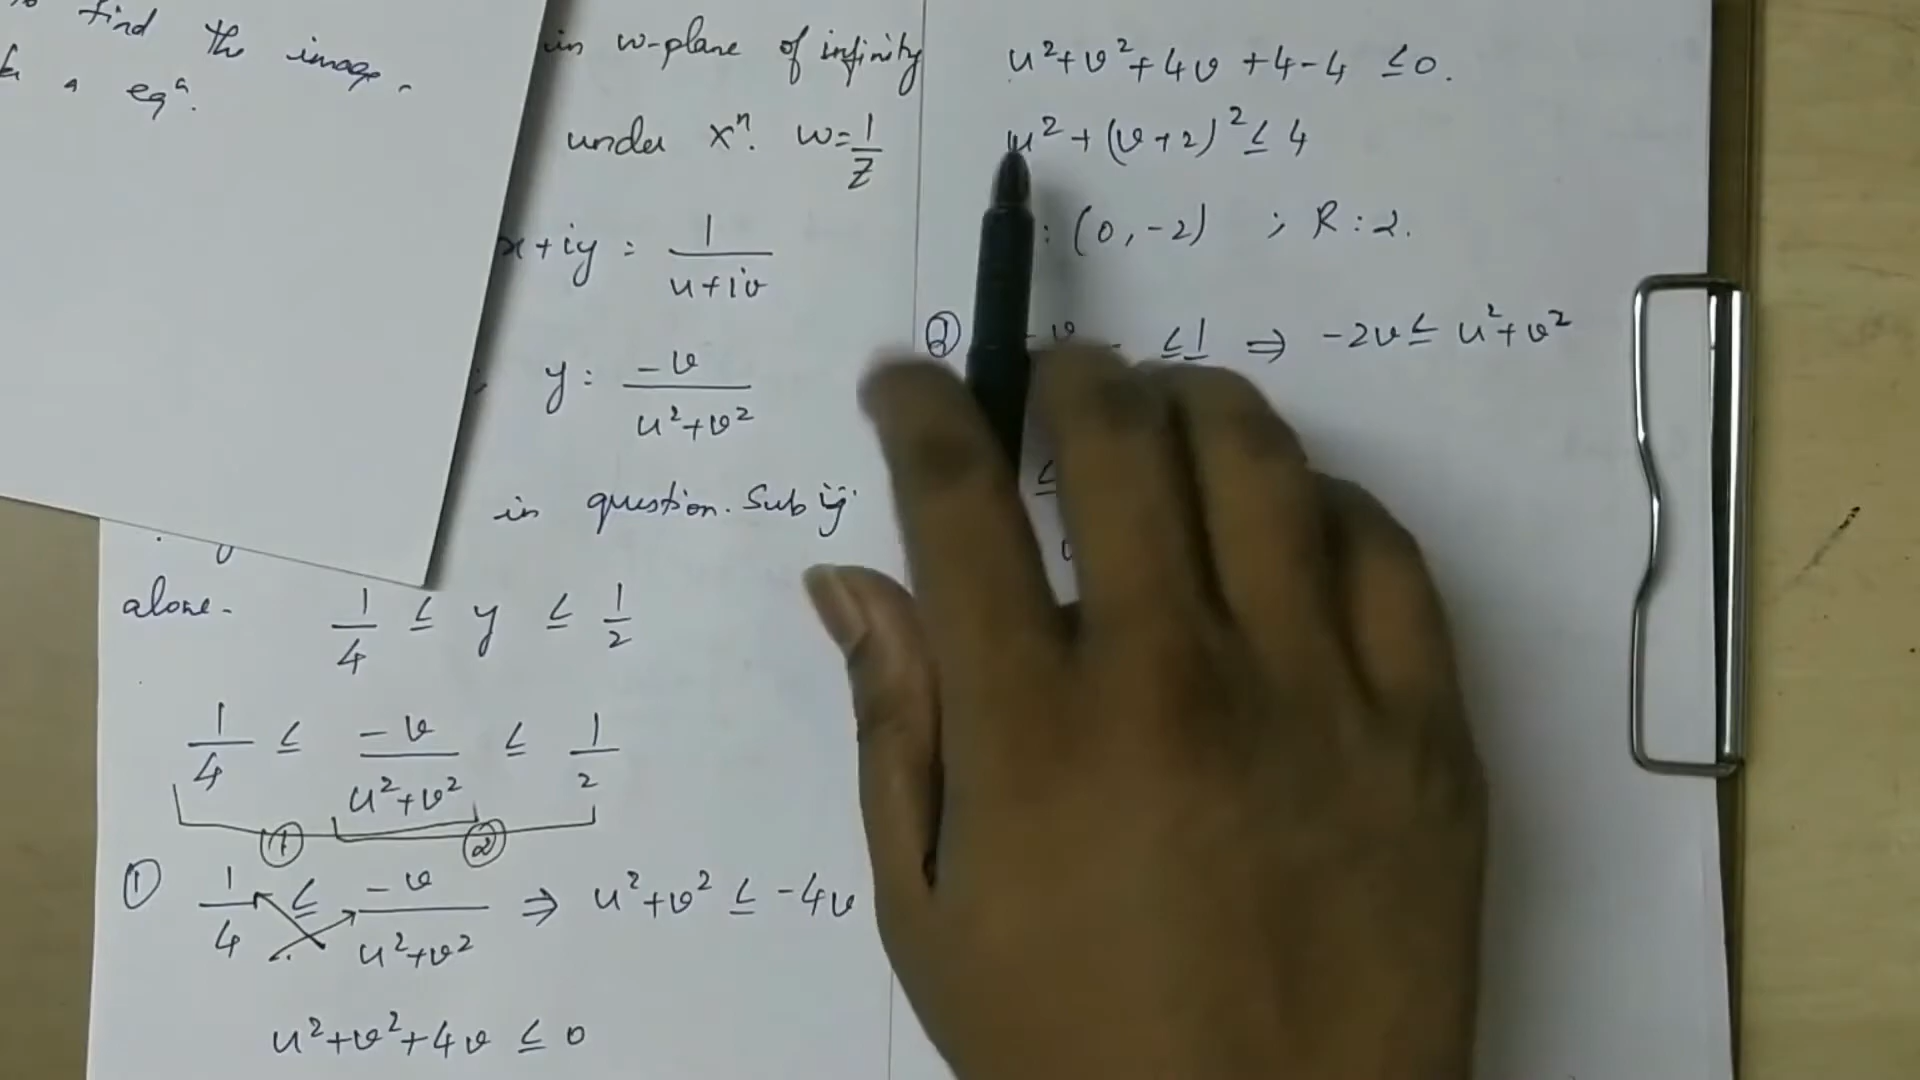 find the image
a eqⁿ.
in w-plane of infinity
under xⁿ. w=1/z
x+iy = 1/(u+iv)
y = -v/(u²+v²)
in question. Sub iy
alone. 1/4 ≤ y ≤ 1/2
1/4 ≤ -v/(u²+v²) ≤ 1/2
① ②
① 1/4 ≤ -v/(u²+v²) ⇒ u²+v² ≤ -4v
u²+v²+4v ≤ 0
u²+v²+4v+4-4 ≤0.
u²+(v+2)² ≤ 4
: (0,-2) ; R:2.
② -v ≤ 1 ⇒ -2v ≤ u²+v²
≤